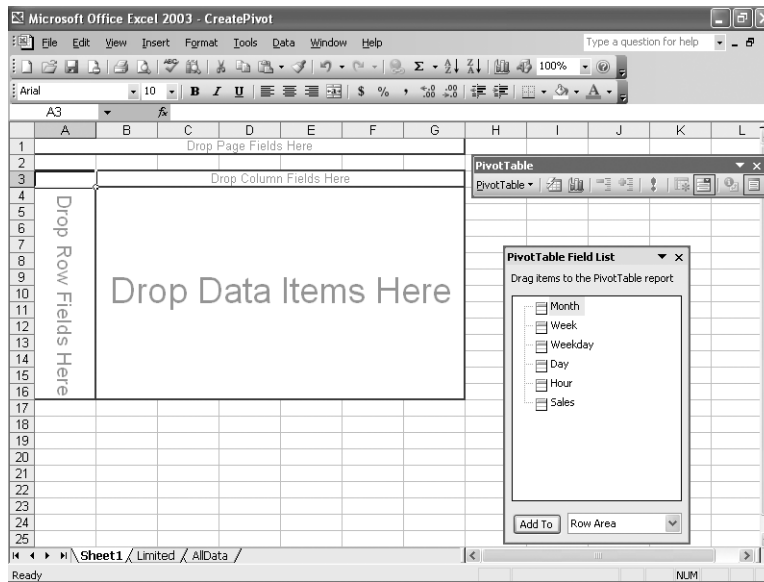 Microsoft Office Excel 2003 - CreatePivot
File Edit View Insert Format Tools Data Window Help
Type a question for help
100%
Arial 10 B I U $ % ,
A3 fx
A B C D E F G H I J K L
1 Drop Page Fields Here
2
3 Drop Column Fields Here
4
5
6
7
8
9
10
11
12
13
14
15
16
17
18
19
20
21
22
23
24
25
Drop Row Fields Here
Drop Data Items Here
PivotTable
PivotTable
PivotTable Field List
Drag items to the PivotTable report
Month
Week
Weekday
Day
Hour
Sales
Add To Row Area
Sheet1 / Limited / AllData /
Ready NUM